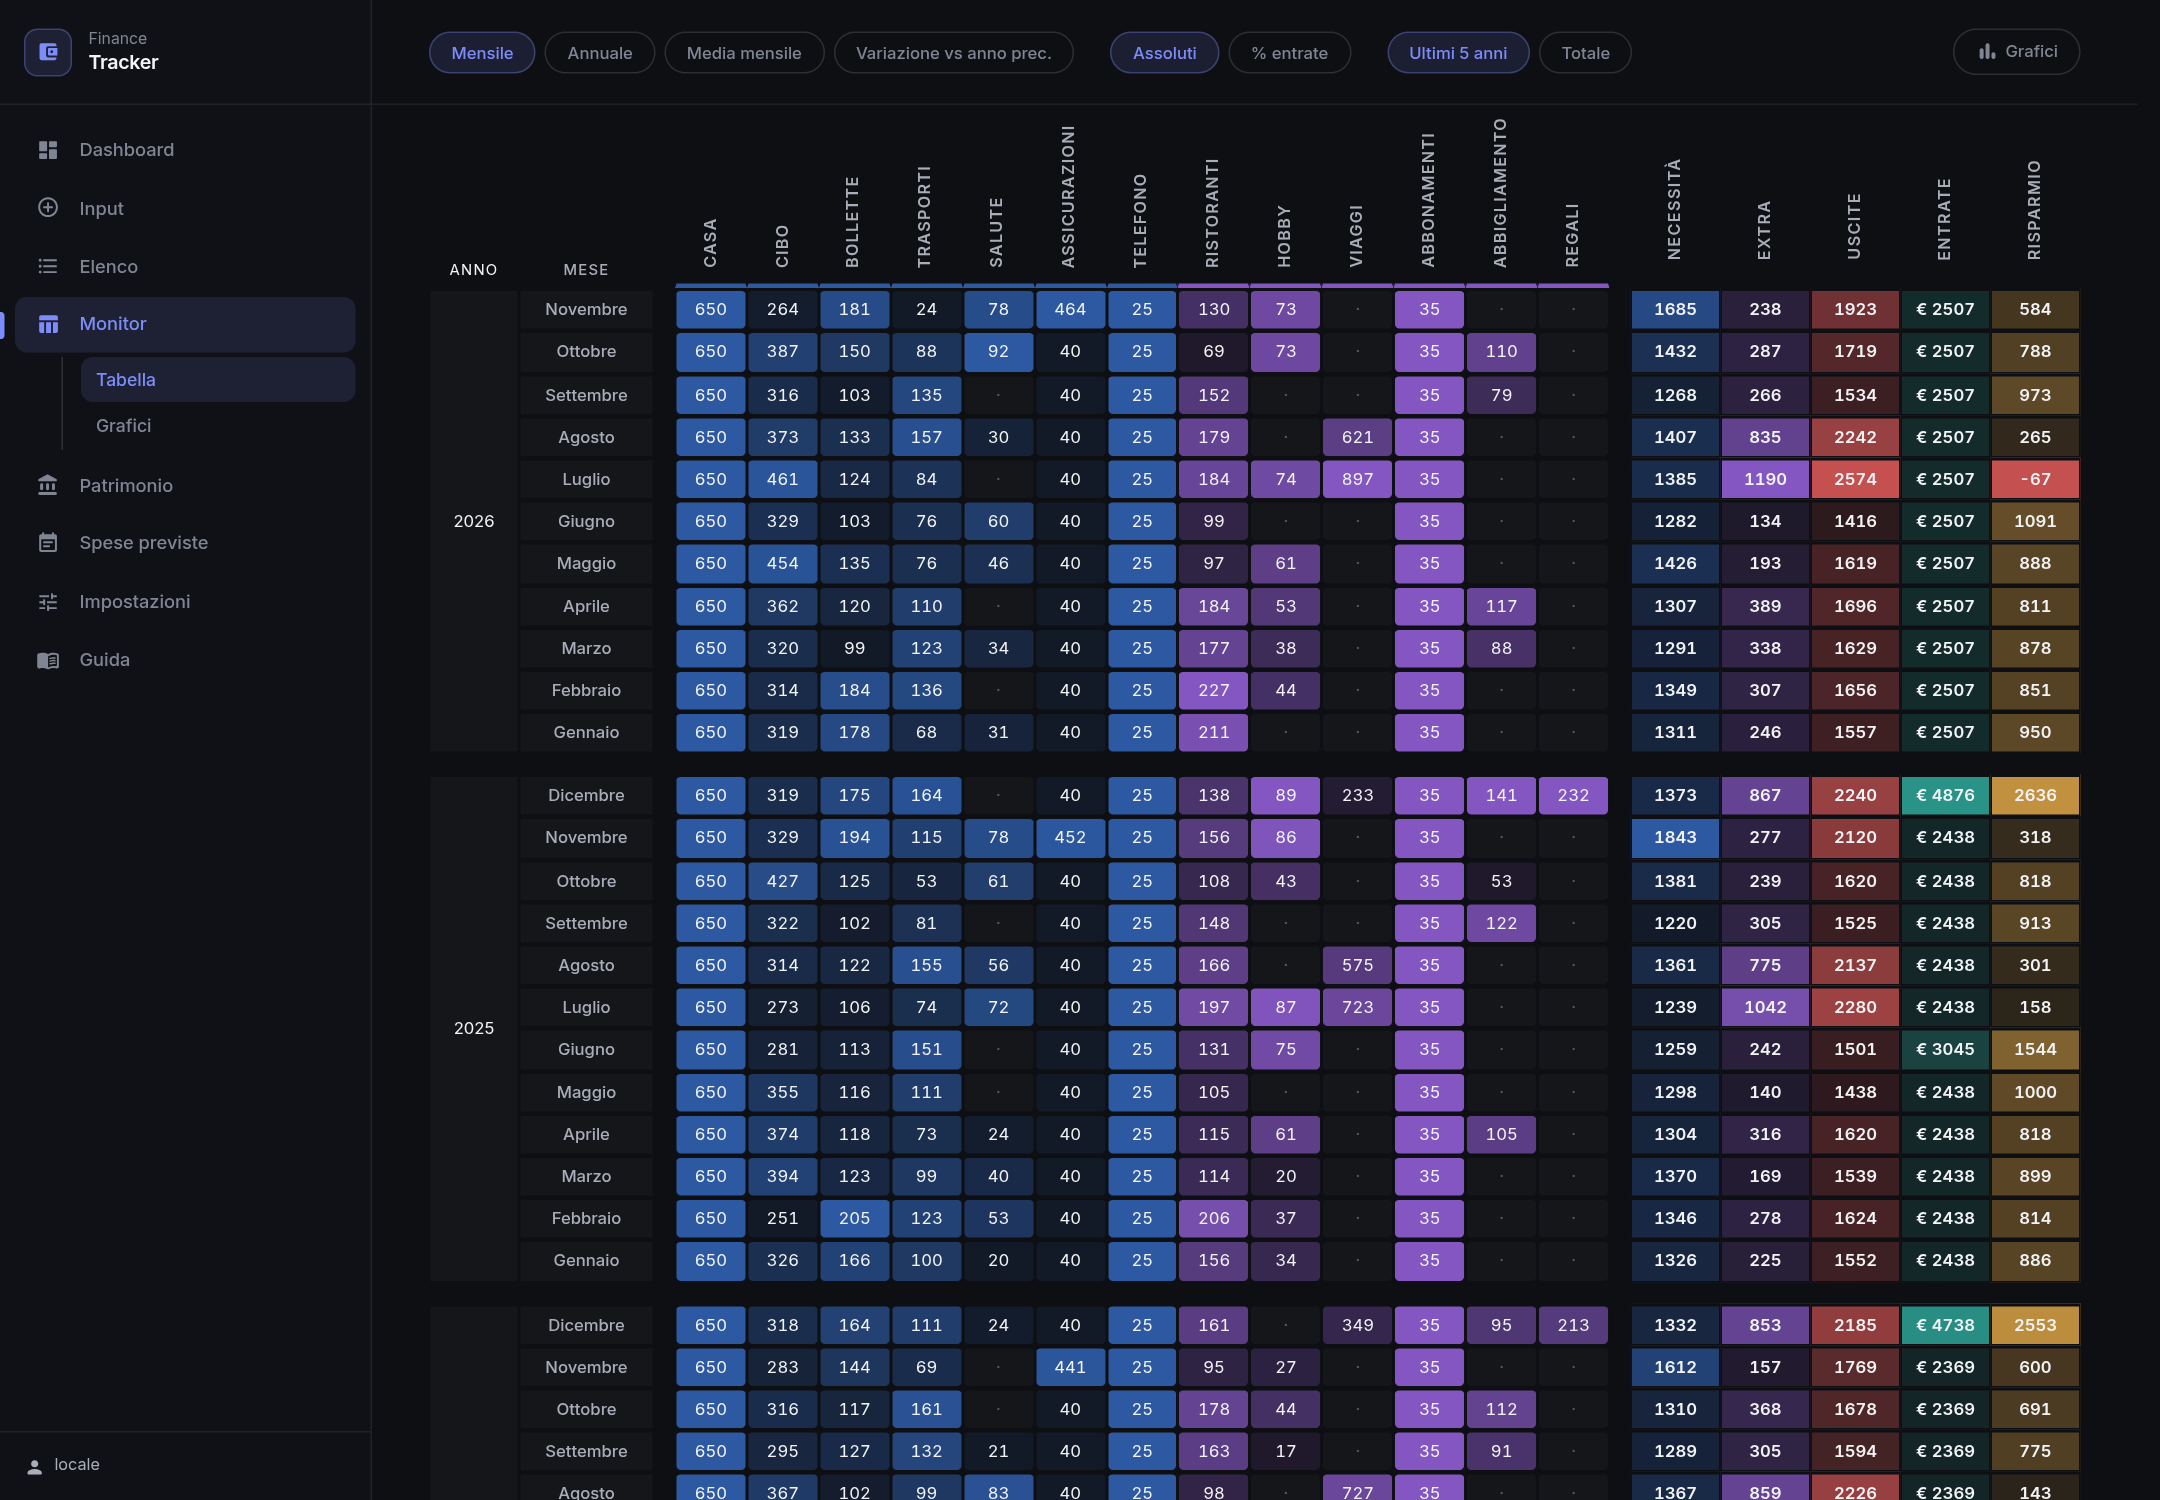 Finance
Tracker
Dashboard
Input
Elenco
Monitor
Tabella
Grafici
Patrimonio
Spese previste
Impostazioni
Guida
locale
Mensile Annuale Media mensile Variazione vs anno prec. Assoluti % entrate Ultimi 5 anni Totale Grafici
ANNO MESE CASA CIBO BOLLETTE TRASPORTI SALUTE ASSICURAZIONI TELEFONO RISTORANTI HOBBY VIAGGI ABBONAMENTI ABBIGLIAMENTO REGALI NECESSITÀ EXTRA USCITE ENTRATE RISPARMIO
2026
Novembre 650 264 181 24 78 464 25 130 73 · 35 · · 1685 238 1923 € 2507 584
Ottobre 650 387 150 88 92 40 25 69 73 · 35 110 · 1432 287 1719 € 2507 788
Settembre 650 316 103 135 · 40 25 152 · · 35 79 · 1268 266 1534 € 2507 973
Agosto 650 373 133 157 30 40 25 179 · 621 35 · · 1407 835 2242 € 2507 265
Luglio 650 461 124 84 · 40 25 184 74 897 35 · · 1385 1190 2574 € 2507 -67
Giugno 650 329 103 76 60 40 25 99 · · 35 · · 1282 134 1416 € 2507 1091
Maggio 650 454 135 76 46 40 25 97 61 · 35 · · 1426 193 1619 € 2507 888
Aprile 650 362 120 110 · 40 25 184 53 · 35 117 · 1307 389 1696 € 2507 811
Marzo 650 320 99 123 34 40 25 177 38 · 35 88 · 1291 338 1629 € 2507 878
Febbraio 650 314 184 136 · 40 25 227 44 · 35 · · 1349 307 1656 € 2507 851
Gennaio 650 319 178 68 31 40 25 211 · · 35 · · 1311 246 1557 € 2507 950
2025
Dicembre 650 319 175 164 · 40 25 138 89 233 35 141 232 1373 867 2240 € 4876 2636
Novembre 650 329 194 115 78 452 25 156 86 · 35 · · 1843 277 2120 € 2438 318
Ottobre 650 427 125 53 61 40 25 108 43 · 35 53 · 1381 239 1620 € 2438 818
Settembre 650 322 102 81 · 40 25 148 · · 35 122 · 1220 305 1525 € 2438 913
Agosto 650 314 122 155 56 40 25 166 · 575 35 · · 1361 775 2137 € 2438 301
Luglio 650 273 106 74 72 40 25 197 87 723 35 · · 1239 1042 2280 € 2438 158
Giugno 650 281 113 151 · 40 25 131 75 · 35 · · 1259 242 1501 € 3045 1544
Maggio 650 355 116 111 · 40 25 105 · · 35 · · 1298 140 1438 € 2438 1000
Aprile 650 374 118 73 24 40 25 115 61 · 35 105 · 1304 316 1620 € 2438 818
Marzo 650 394 123 99 40 40 25 114 20 · 35 · · 1370 169 1539 € 2438 899
Febbraio 650 251 205 123 53 40 25 206 37 · 35 · · 1346 278 1624 € 2438 814
Gennaio 650 326 166 100 20 40 25 156 34 · 35 · · 1326 225 1552 € 2438 886
Dicembre 650 318 164 111 24 40 25 161 · 349 35 95 213 1332 853 2185 € 4738 2553
Novembre 650 283 144 69 · 441 25 95 27 · 35 · · 1612 157 1769 € 2369 600
Ottobre 650 316 117 161 · 40 25 178 44 · 35 112 · 1310 368 1678 € 2369 691
Settembre 650 295 127 132 21 40 25 163 17 · 35 91 · 1289 305 1594 € 2369 775
Agosto 650 367 102 99 83 40 25 98 · 727 35 · · 1367 859 2226 € 2369 143